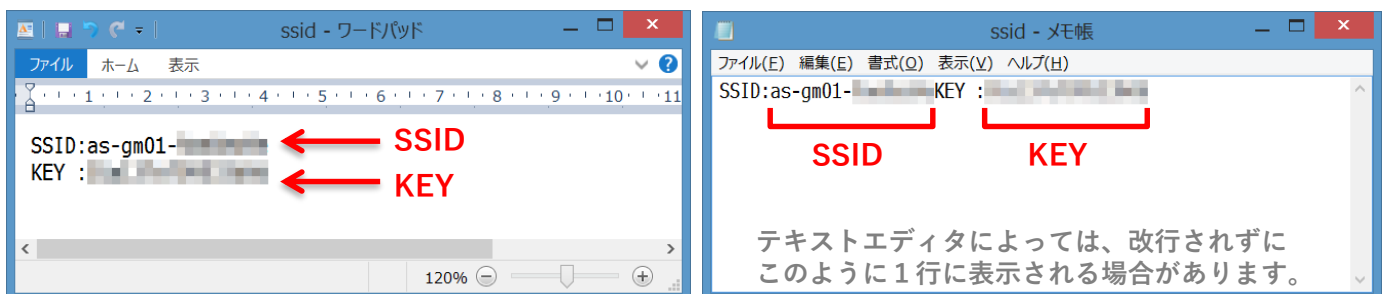 ssid - ワードパッド
ファイル ホーム 表示
1 2 3 4 5 6 7 8 9 10 11
SSID:as-gm01-
SSID
KEY :
KEY
120%
ssid - メモ帳
ファイル(F) 編集(E) 書式(O) 表示(V) ヘルプ(H)
SSID:as-gm01- KEY :
SSID KEY
テキストエディタによっては、改行されずに
このように１行に表示される場合があります。